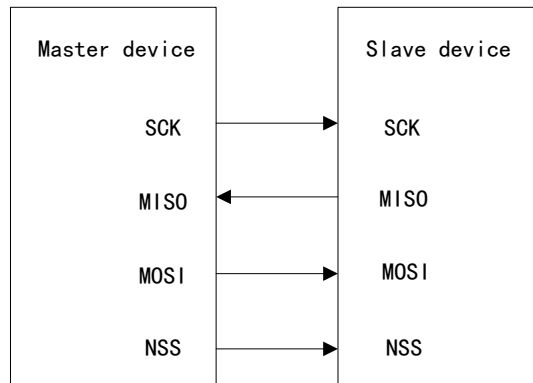 Master device
Slave device
SCK
SCK
MISO
MISO
MOSI
MOSI
NSS
NSS